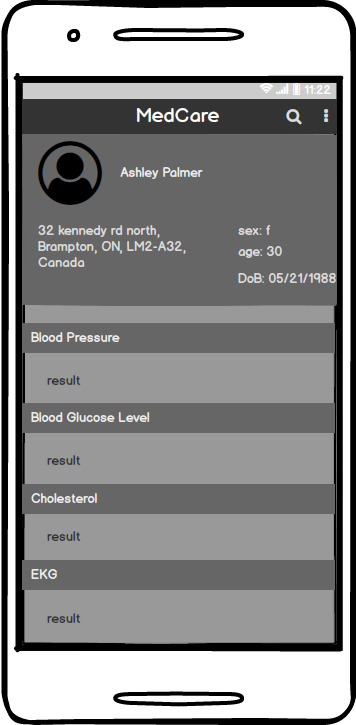 11:22
MedCare
Ashley Palmer
32 kennedy rd north,
Brampton, ON, LM2-A32,
Canada
sex: f
age: 30
DoB: 05/21/1988
Blood Pressure
result
Blood Glucose Level
result
Cholesterol
result
EKG
result